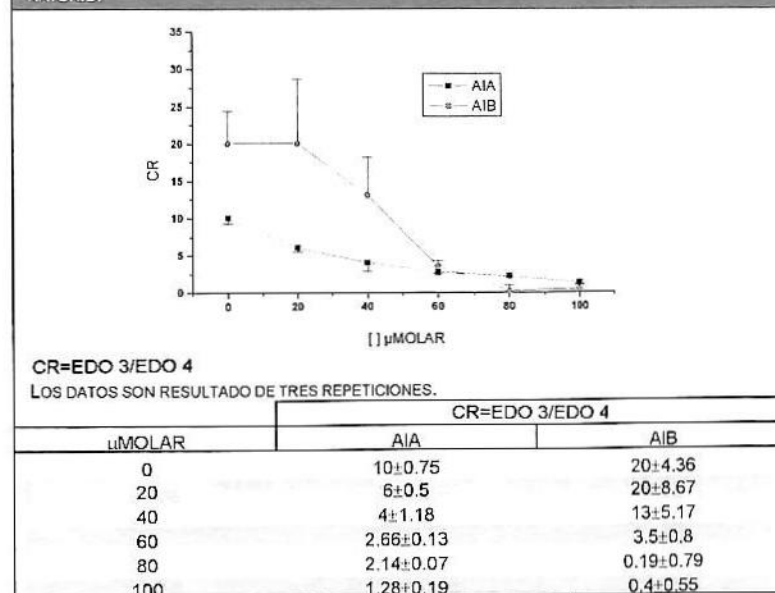 35
30
25
20
15
10
5
0
CR
AIA
AIB
0 20 40 60 80 100
[ ] µMOLAR
CR=EDO 3/EDO 4
LOS DATOS SON RESULTADO DE TRES REPETICIONES.
CR=EDO 3/EDO 4
µMOLAR AIA AIB
0 10±0.75 20±4.36
20 6±0.5 20±8.67
40 4±1.18 13±5.17
60 2.66±0.13 3.5±0.8
80 2.14±0.07 0.19±0.79
100 1.28±0.19 0.4±0.55